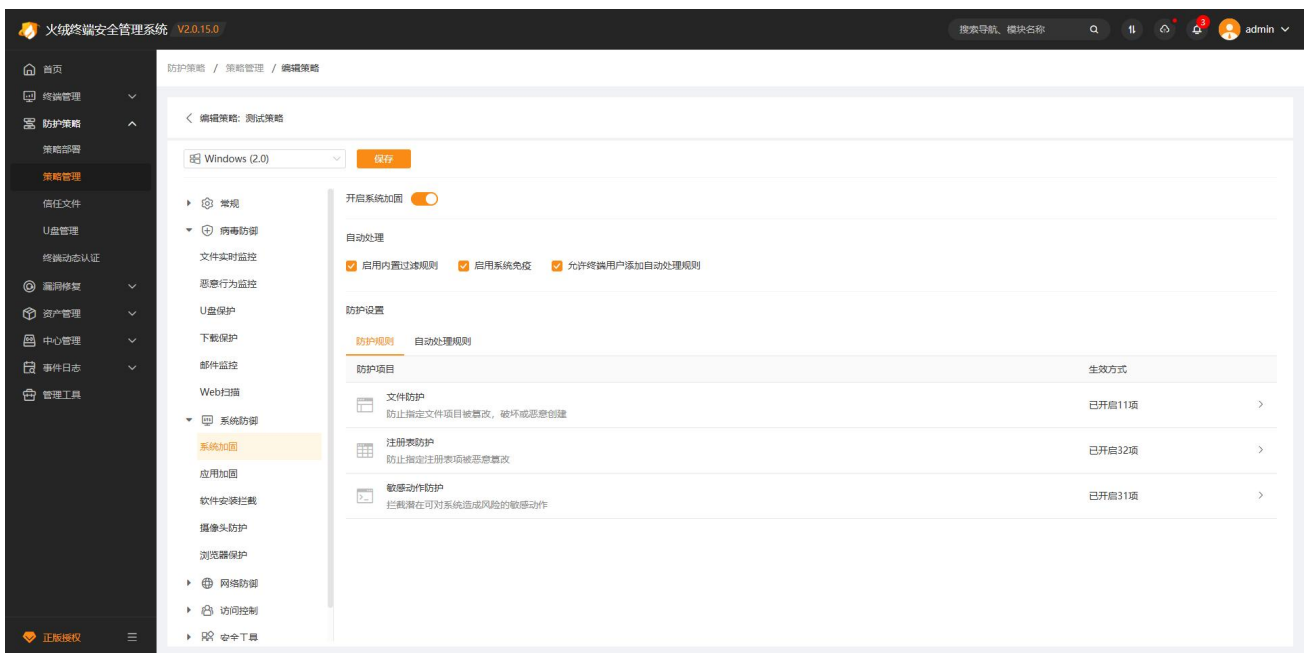 火绒终端安全管理系统 V2.0.15.0
搜索导航、模块名称
3
admin
首页
终端管理
防护策略
策略部署
策略管理
信任文件
U盘管理
终端动态认证
漏洞修复
资产管理
中心管理
事件日志
管理工具
正版授权
防护策略 / 策略管理 / 编辑策略
编辑策略: 测试策略
Windows (2.0)
保存
常规
病毒防御
文件实时监控
恶意行为监控
U盘保护
下载保护
邮件监控
Web扫描
系统防御
系统加固
应用加固
软件安装拦截
摄像头防护
浏览器保护
网络防御
访问控制
安全工具
开启系统加固
自动处理
启用内置过滤规则 启用系统免疫 允许终端用户添加自动处理规则
防护设置
防护规则 自动处理规则
防护项目 生效方式
文件防护
防止指定文件项目被篡改，破坏或恶意创建
已开启11项
注册表防护
防止指定注册表项被恶意篡改
已开启32项
敏感动作防护
拦截潜在可对系统造成风险的敏感动作
已开启31项